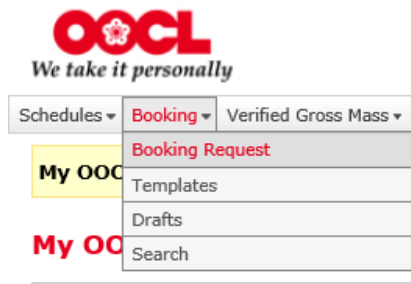 OOCL
We take it personally
Schedules Booking Verified Gross Mass
Booking Request
My OOC
Templates
Drafts
My OO
Search